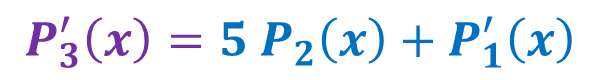 P′₃(x) = 5 P₂(x) + P′₁(x)